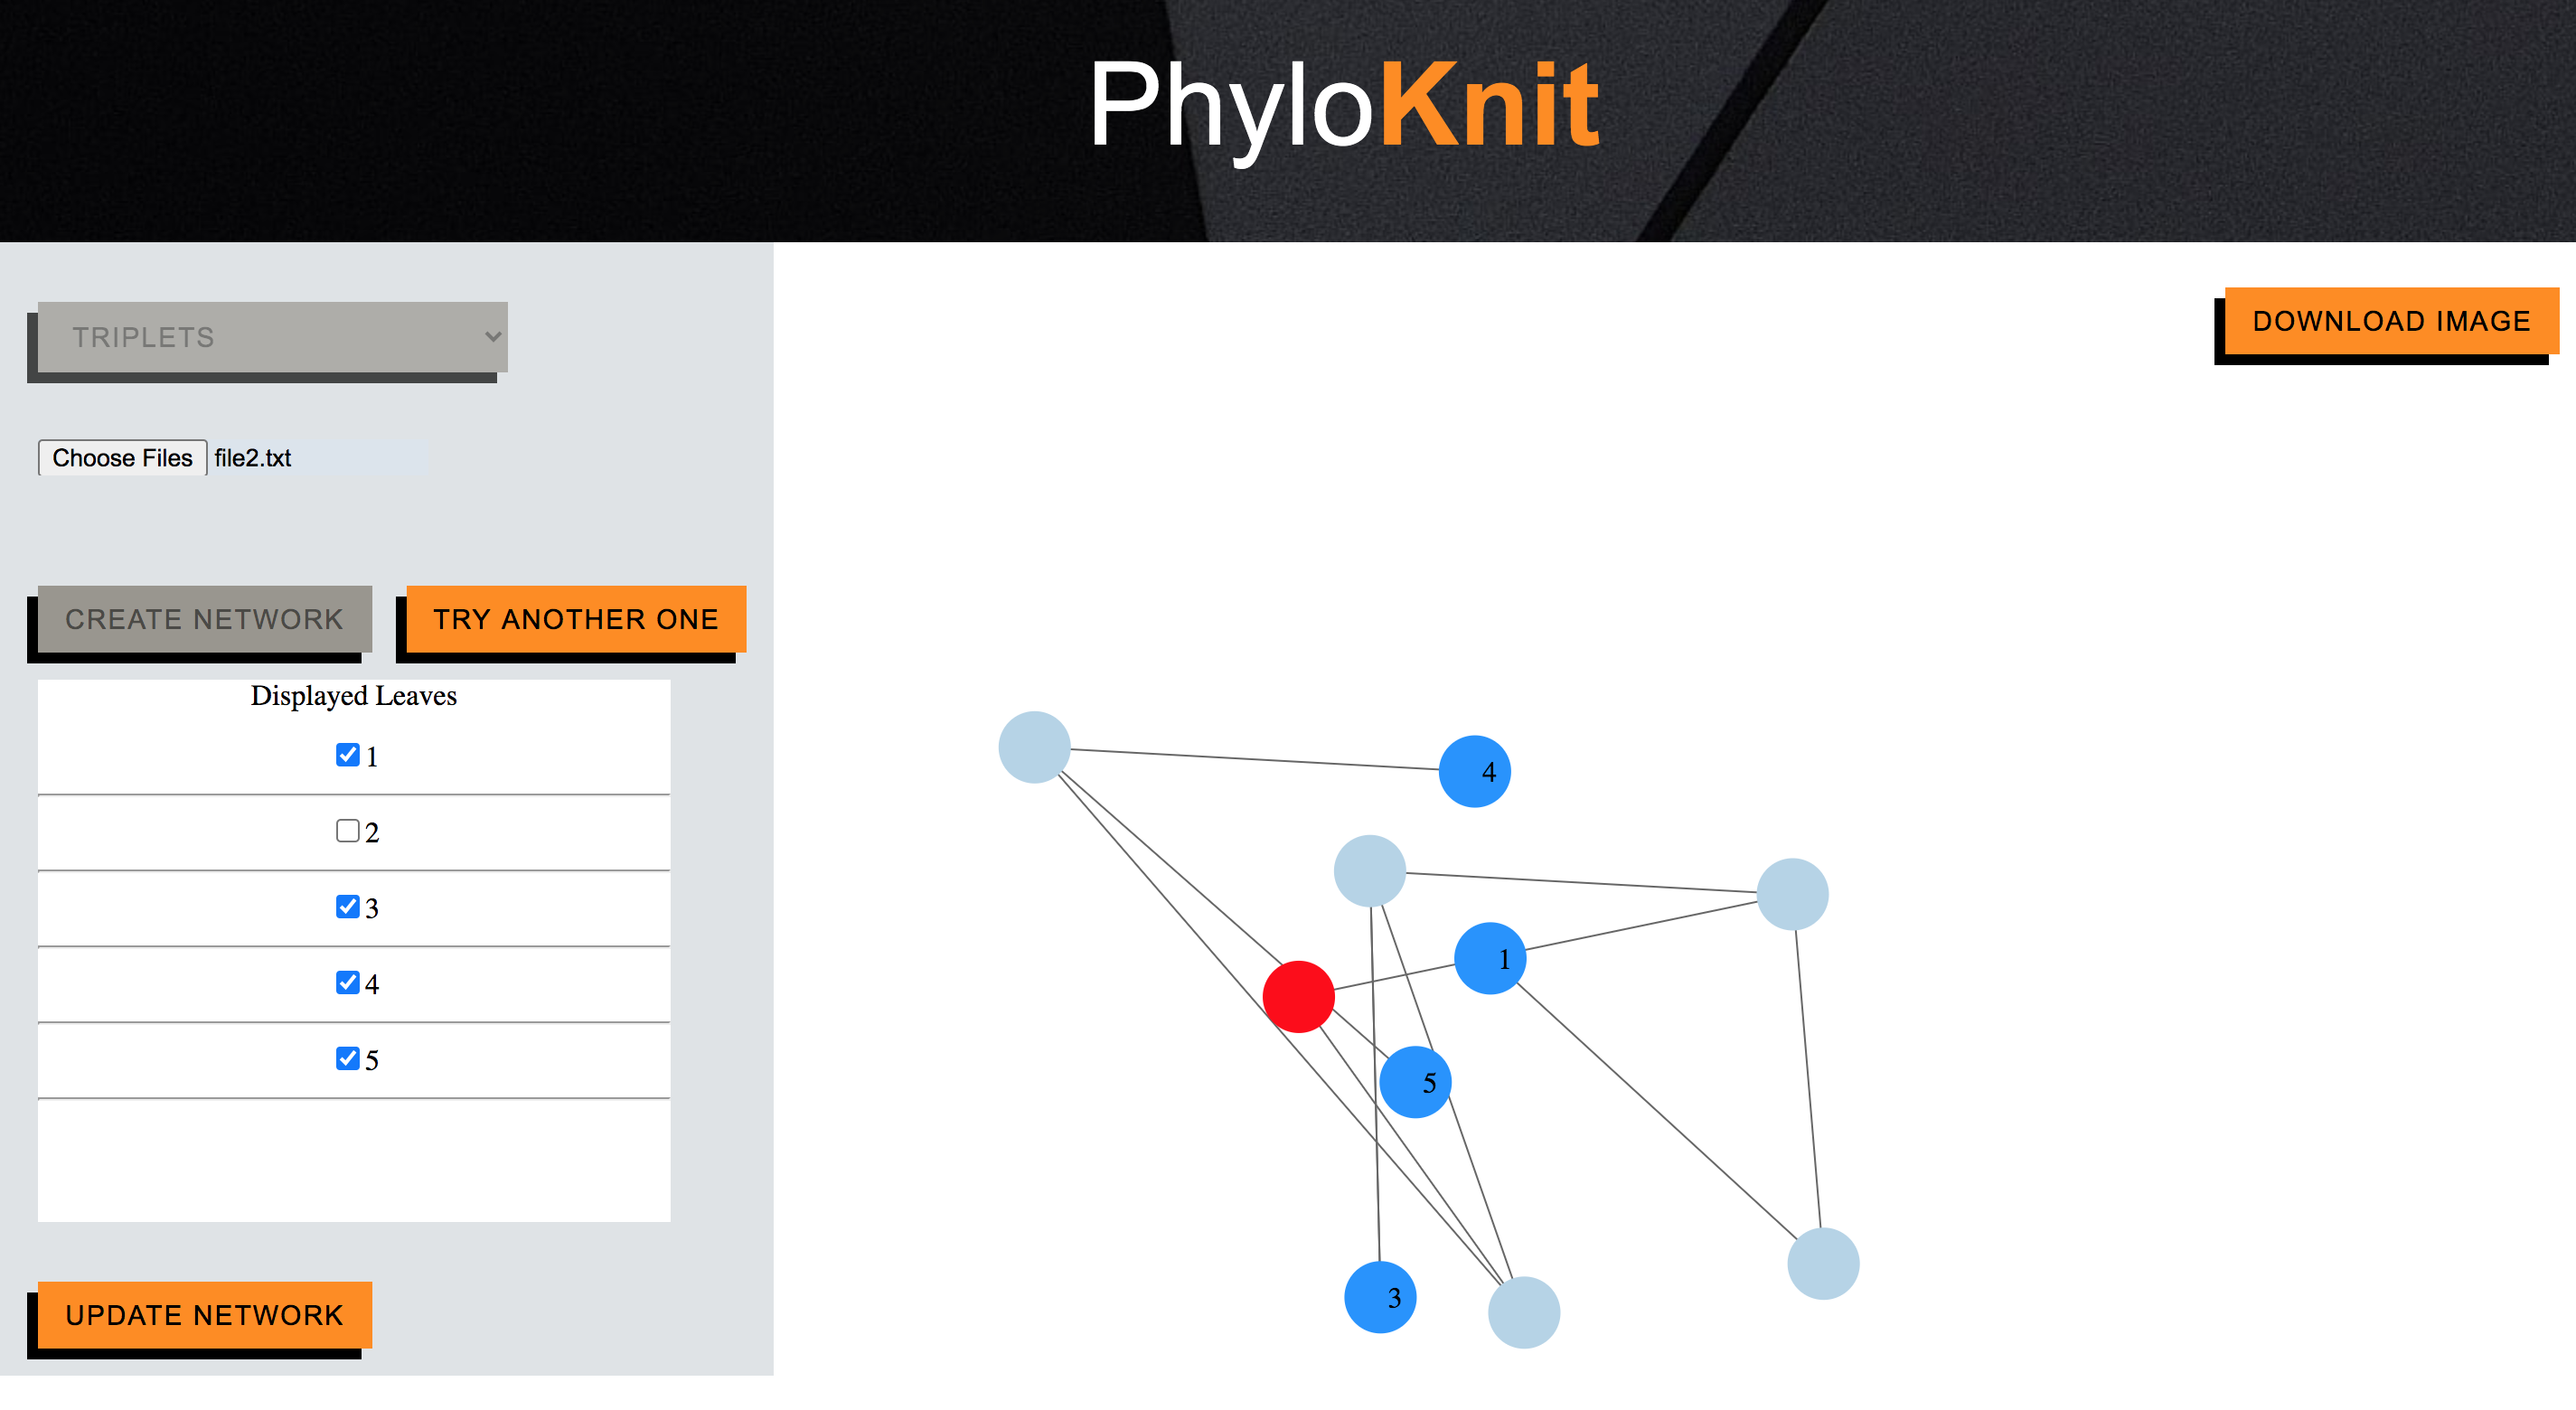 PhyloKnit
TRIPLETS
DOWNLOAD IMAGE
Choose Files file2.txt
CREATE NETWORK
TRY ANOTHER ONE
Displayed Leaves
1
2
3
4
5
UPDATE NETWORK
4
1
5
3